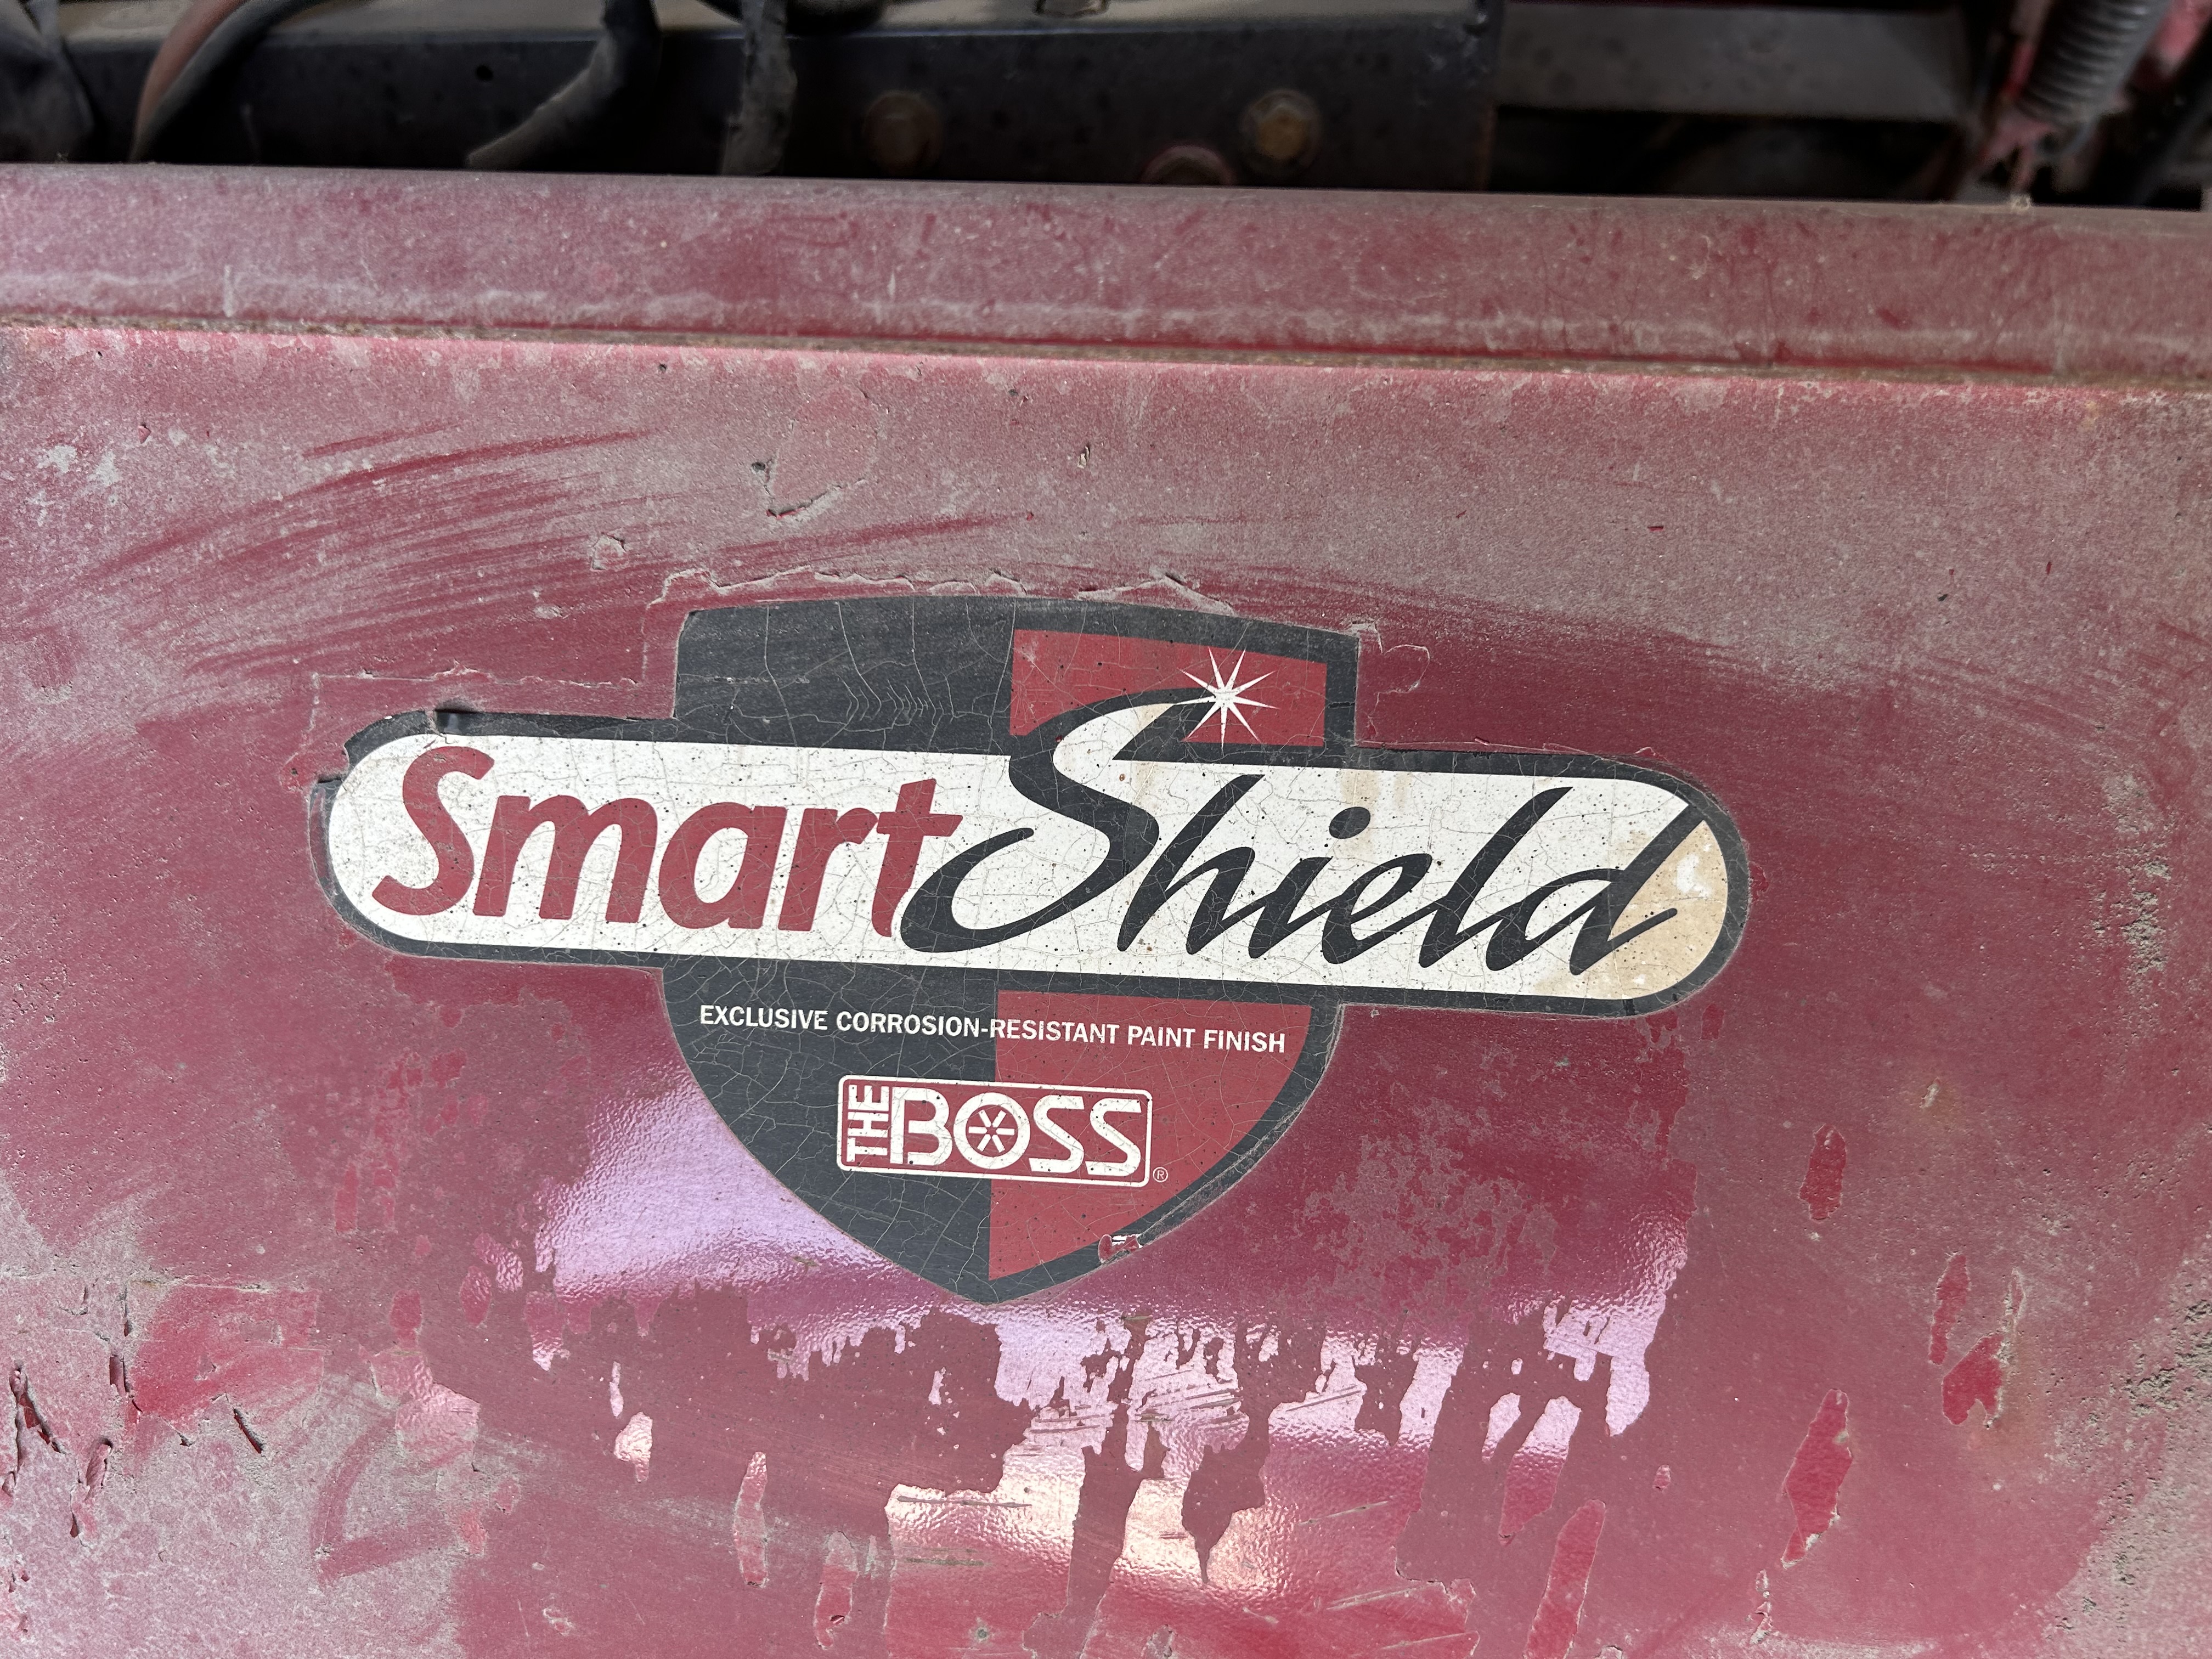 SmartShield
EXCLUSIVE CORROSION-RESISTANT PAINT FINISH
THE BOSS®